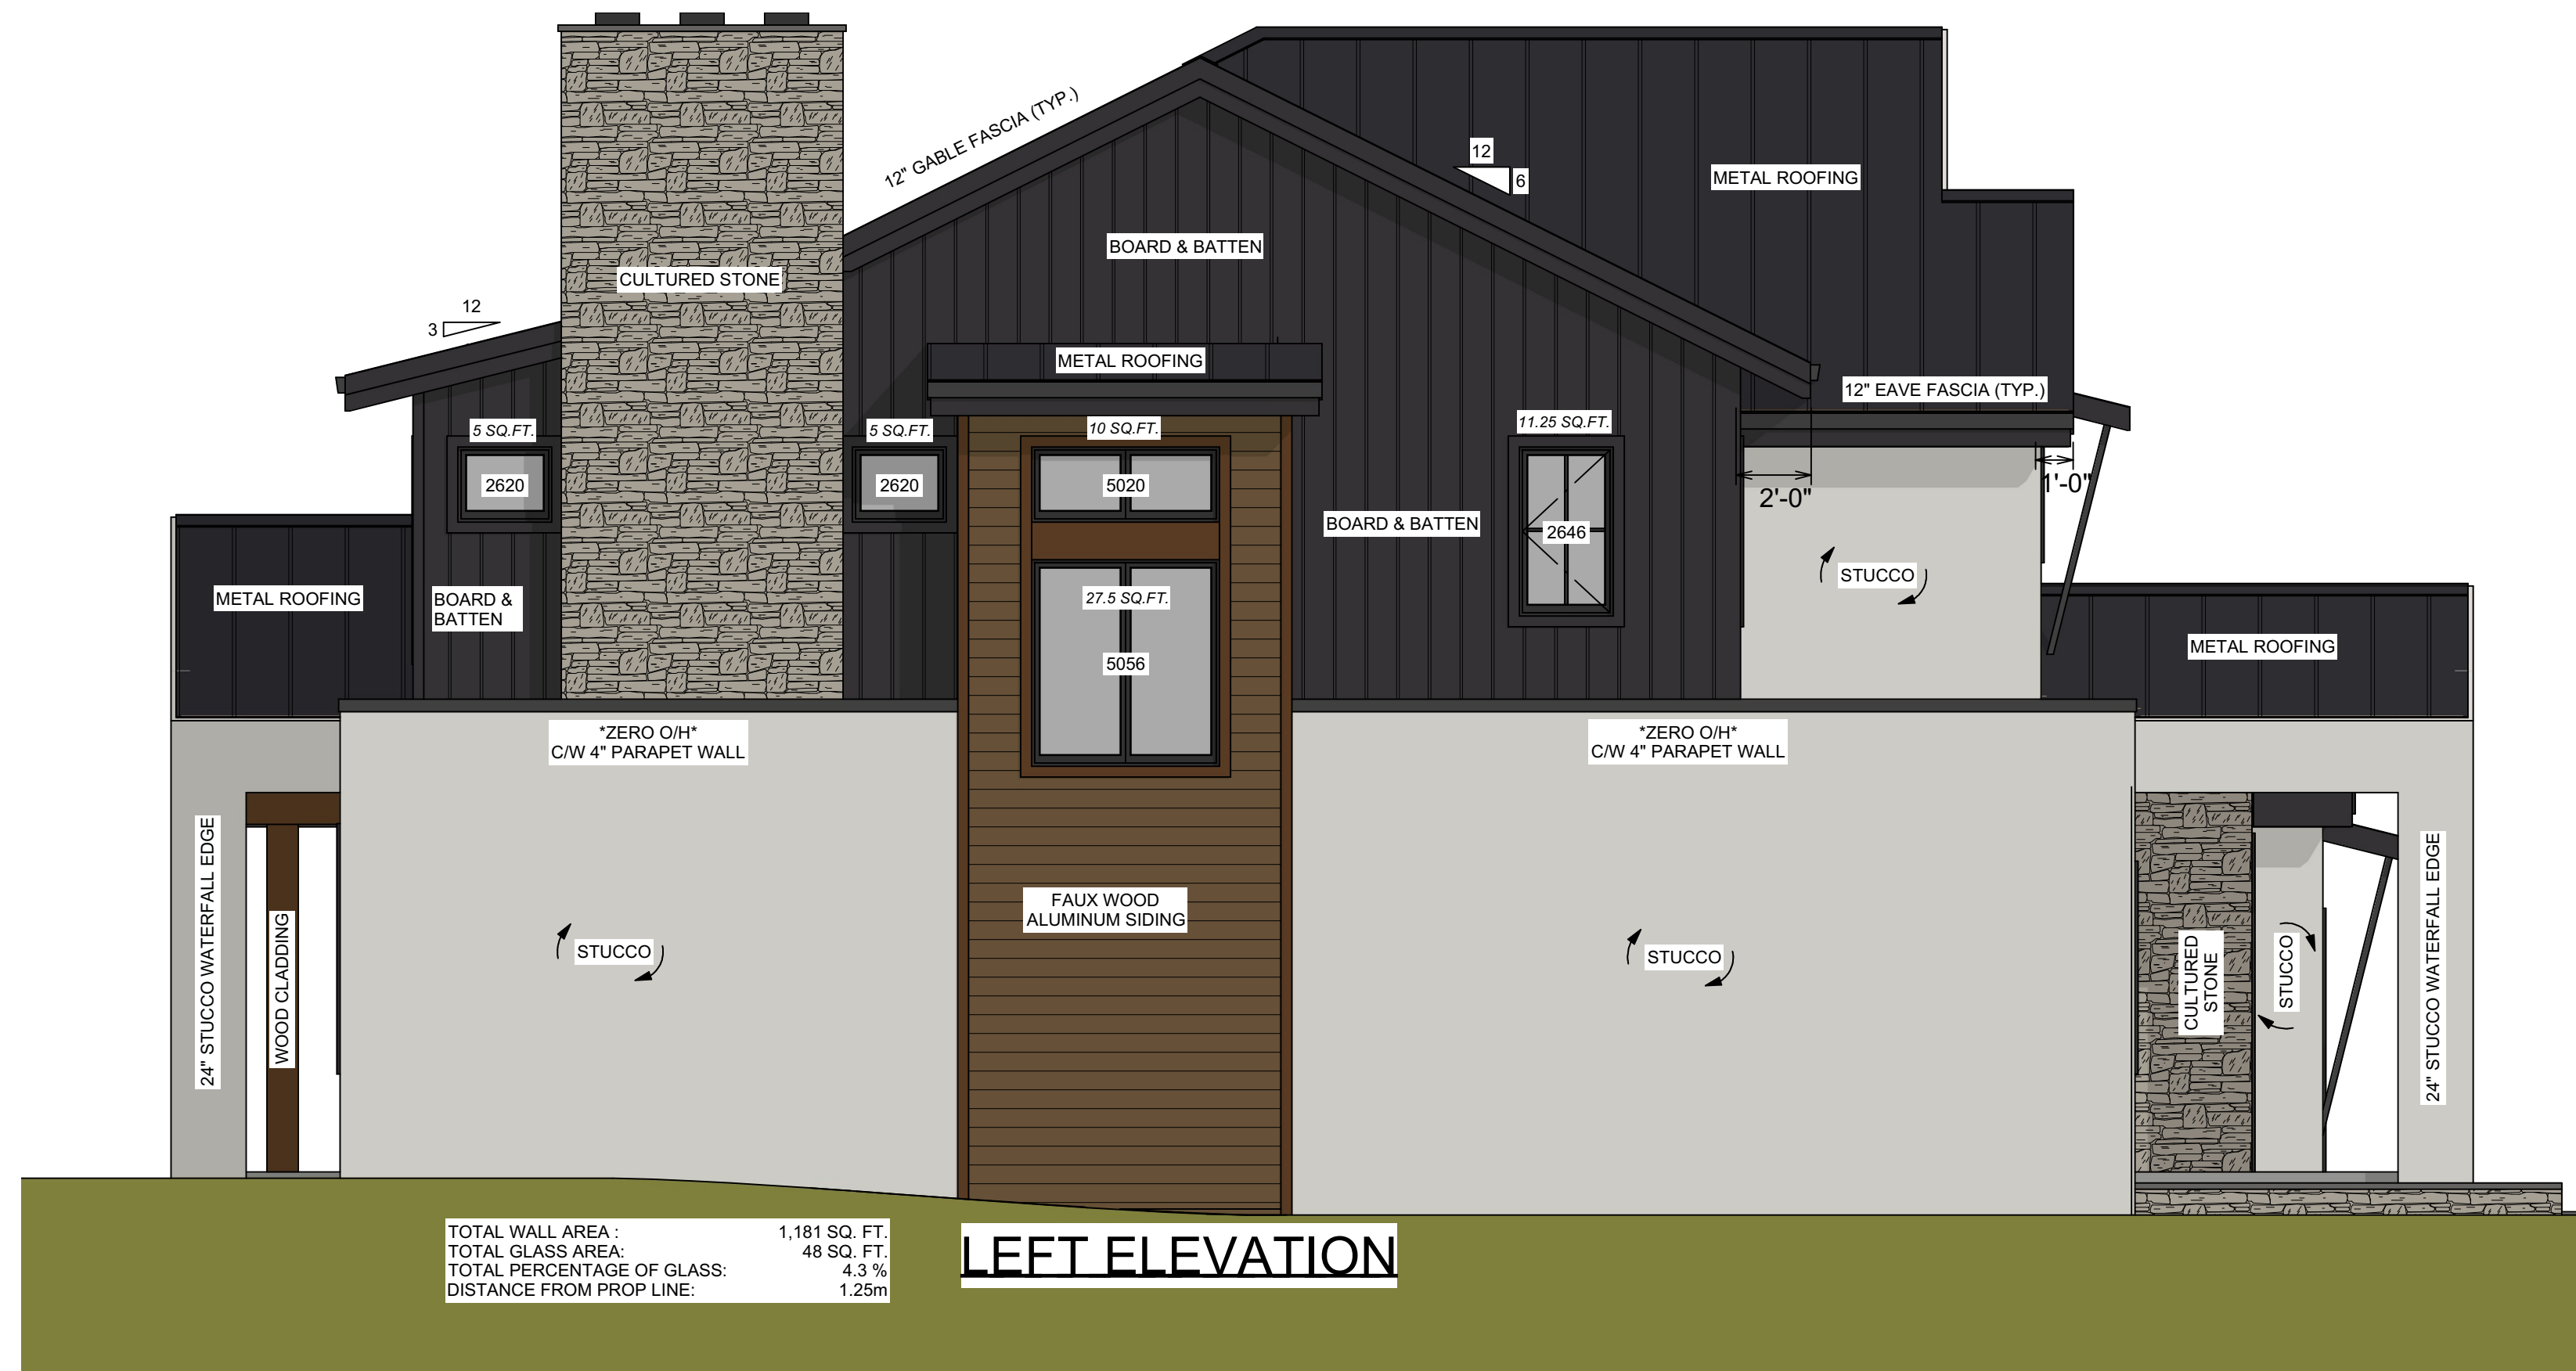 12" GABLE FASCIA (TYP.)
12
6
METAL ROOFING
BOARD & BATTEN
CULTURED STONE
12
3
METAL ROOFING
12" EAVE FASCIA (TYP.)
5 SQ.FT.
5 SQ.FT.
10 SQ.FT.
11.25 SQ.FT.
2620
2620
5020
2'-0"
1'-0"
BOARD & BATTEN
2646
STUCCO
METAL ROOFING
BOARD &
BATTEN
27.5 SQ.FT.
METAL ROOFING
5056
*ZERO O/H*
C/W 4" PARAPET WALL
*ZERO O/H*
C/W 4" PARAPET WALL
24" STUCCO WATERFALL EDGE
WOOD CLADDING
STUCCO
FAUX WOOD
ALUMINUM SIDING
STUCCO
CULTURED
STONE
STUCCO
24" STUCCO WATERFALL EDGE
TOTAL WALL AREA : 1,181 SQ. FT.
TOTAL GLASS AREA: 48 SQ. FT.
TOTAL PERCENTAGE OF GLASS: 4.3 %
DISTANCE FROM PROP LINE: 1.25m
LEFT ELEVATION